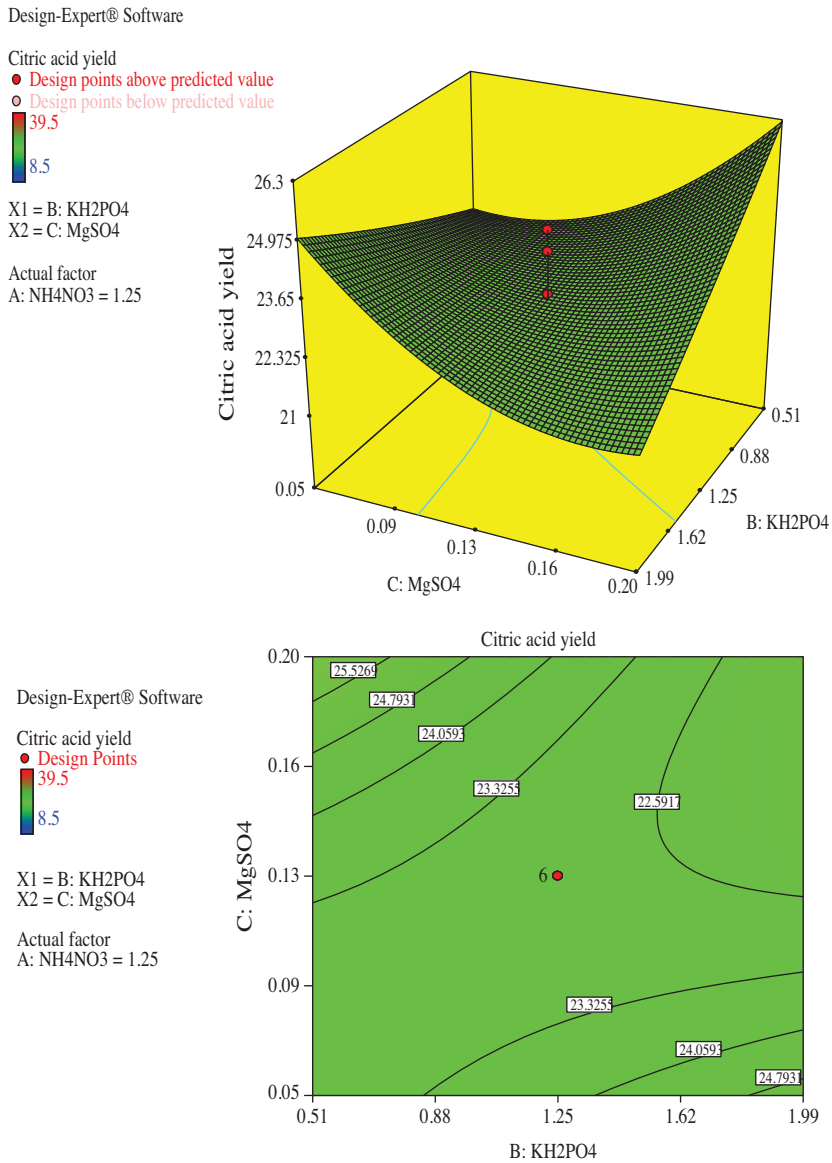 Design-Expert® Software
Citric acid yield
Design points above predicted value
Design points below predicted value
39.5
8.5
X1 = B: KH2PO4
X2 = C: MgSO4
Actual factor
A: NH4NO3 = 1.25
Citric acid yield
26.3
24.975
23.65
22.325
21
0.05
0.09
0.13
0.16
0.20
C: MgSO4
1.99
1.62
1.25
0.88
0.51
B: KH2PO4
Design-Expert® Software
Citric acid yield
Design Points
39.5
8.5
X1 = B: KH2PO4
X2 = C: MgSO4
Actual factor
A: NH4NO3 = 1.25
Citric acid yield
C: MgSO4
0.20
0.16
0.13
0.09
0.05
25.5269
24.7931
24.0593
23.3255
22.5917
6
23.3255
24.0593
24.7931
0.51
0.88
1.25
1.62
1.99
B: KH2PO4